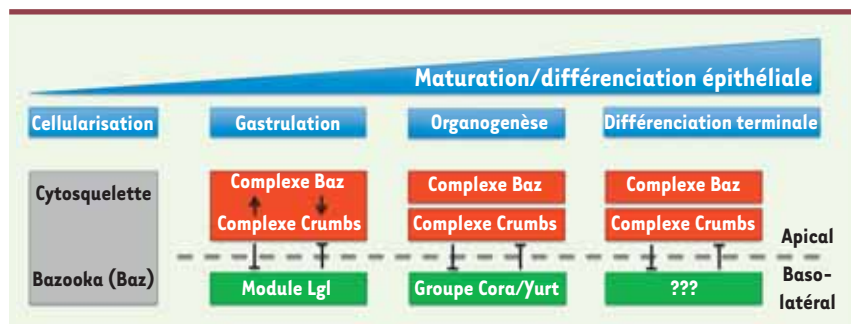 Maturation/différenciation épithéliale
Cellularisation
Gastrulation
Organogenèse
Différenciation terminale
Cytosquelette
Bazooka (Baz)
Complexe Baz
Complexe Crumbs
Module Lgl
Complexe Baz
Complexe Crumbs
Groupe Cora/Yurt
Complexe Baz
Complexe Crumbs
???
Apical
Baso-
latéral